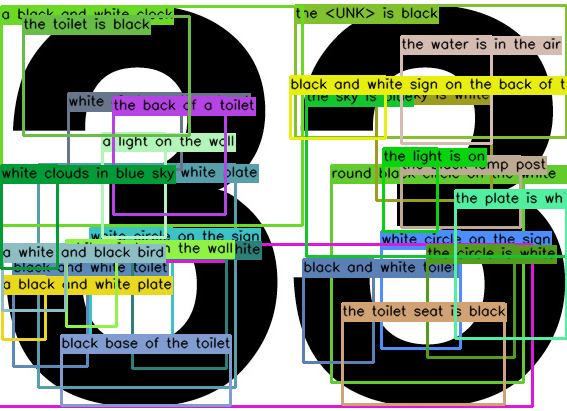 a black and white clock
the <UNK> is black
the toilet is black
the water is in the air
black and white sign on the back of t
the sky is blue
sky is white
white
the back of a toilet
a light on the wall
the light is on
lamp post
white clouds in blue sky
white plate
round black circle on the white
the plate is wh
white circle on the sign
white circle on the sign
a white and black bird
the wall
white
the circle is white
black and white toilet
black and white toilet
a black and white plate
the toilet seat is black
black base of the toilet
33